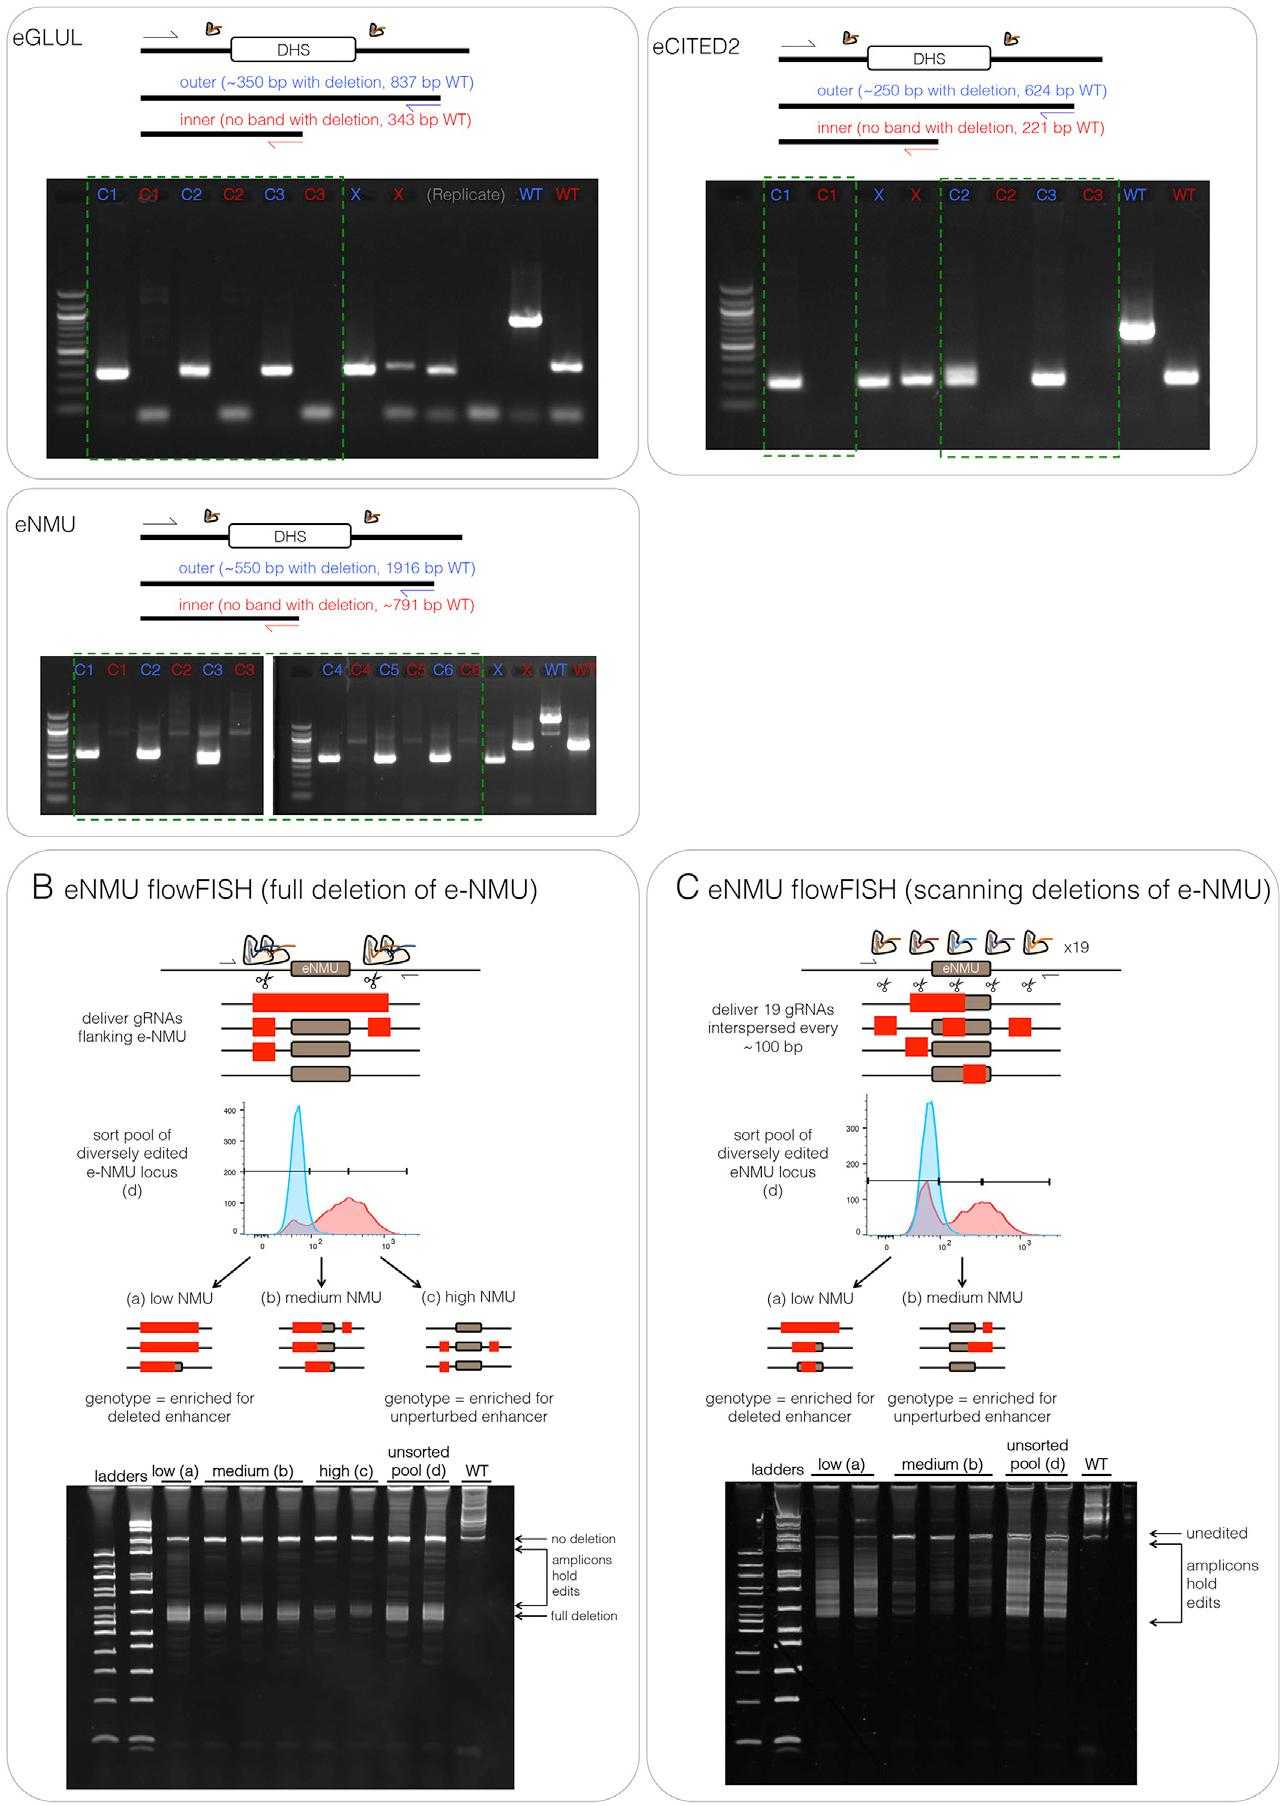 eGLUL
DHS
outer (~350 bp with deletion, 837 bp WT)
inner (no band with deletion, 343 bp WT)
C1 C1 C2 C2 C3 C3 X X (Replicate) WT WT
eCITED2
DHS
outer (~250 bp with deletion, 624 bp WT)
inner (no band with deletion, 221 bp WT)
C1 C1 X X C2 C2 C3 C3 WT WT
eNMU
DHS
outer (~550 bp with deletion, 1916 bp WT)
inner (no band with deletion, ~791 bp WT)
C1 C1 C2 C2 C3 C3 C4 C4 C5 C5 C6 C6 X X WT WT
B eNMU flowFISH (full deletion of e-NMU)
eNMU
deliver gRNAs
flanking e-NMU
sort pool of
diversely edited
e-NMU locus
(d)
400
300
200
100
0
0 10² 10³
(a) low NMU (b) medium NMU (c) high NMU
genotype = enriched for
deleted enhancer
genotype = enriched for
unperturbed enhancer
ladders low (a) medium (b) high (c) unsorted
pool (d) WT
no deletion
amplicons
hold
edits
full deletion
C eNMU flowFISH (scanning deletions of e-NMU)
x19
eNMU
deliver 19 gRNAs
interspersed every
~100 bp
sort pool of
diversely edited
eNMU locus
(d)
300
200
100
0
0 10² 10³
(a) low NMU (b) medium NMU
genotype = enriched for
deleted enhancer
genotype = enriched for
unperturbed enhancer
ladders low (a) medium (b) unsorted
pool (d) WT
unedited
amplicons
hold
edits